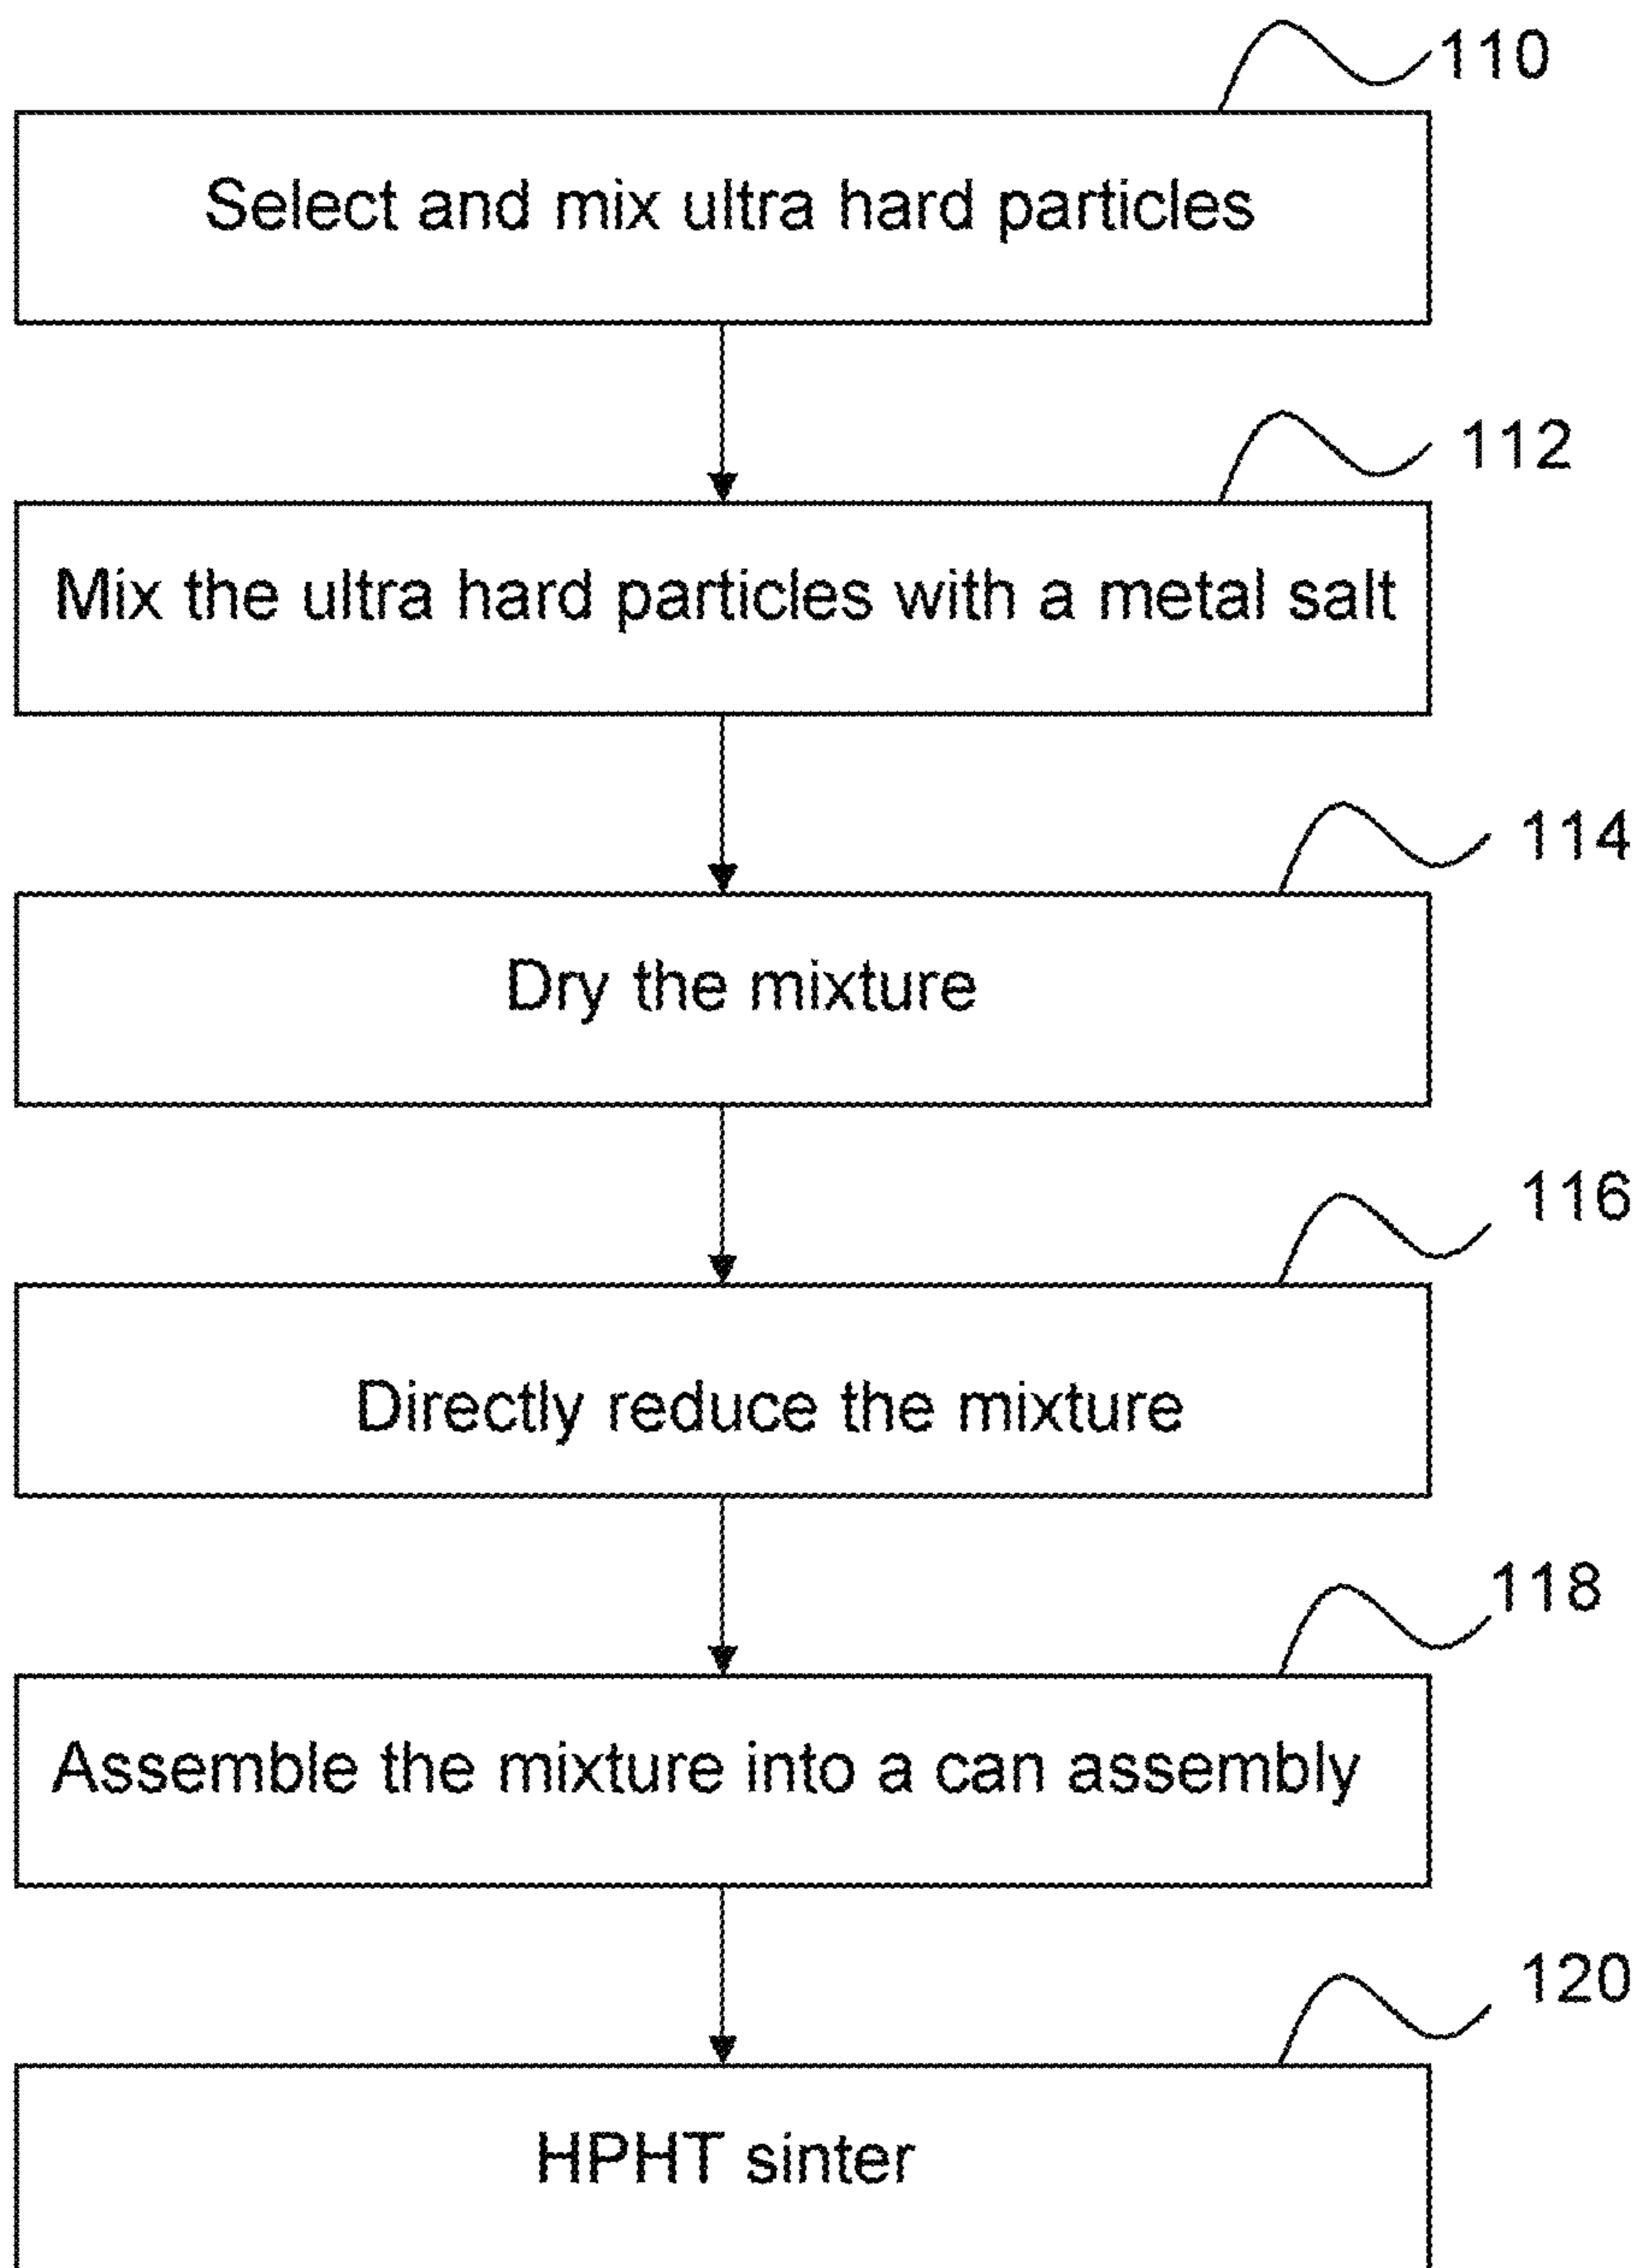 110
Select and mix ultra hard particles
112
Mix the ultra hard particles with a metal salt
114
Dry the mixture
116
Directly reduce the mixture
118
Assemble the mixture into a can assembly
120
HPHT sinter